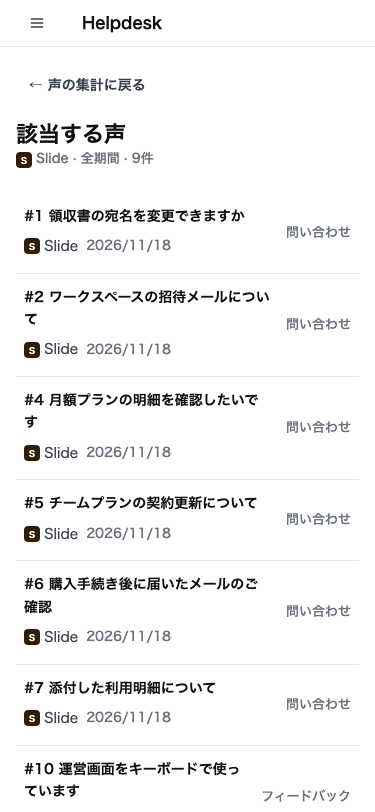 Helpdesk
← 声の集計に戻る
該当する声
s Slide · 全期間 · 9件
#1 領収書の宛名を変更できますか
問い合わせ
s Slide 2026/11/18
#2 ワークスペースの招待メールについ
て
問い合わせ
s Slide 2026/11/18
#4 月額プランの明細を確認したいで
す
問い合わせ
s Slide 2026/11/18
#5 チームプランの契約更新について
問い合わせ
s Slide 2026/11/18
#6 購入手続き後に届いたメールのご
確認
問い合わせ
s Slide 2026/11/18
#7 添付した利用明細について
問い合わせ
s Slide 2026/11/18
#10 運営画面をキーボードで使っ
ています
フィードバック